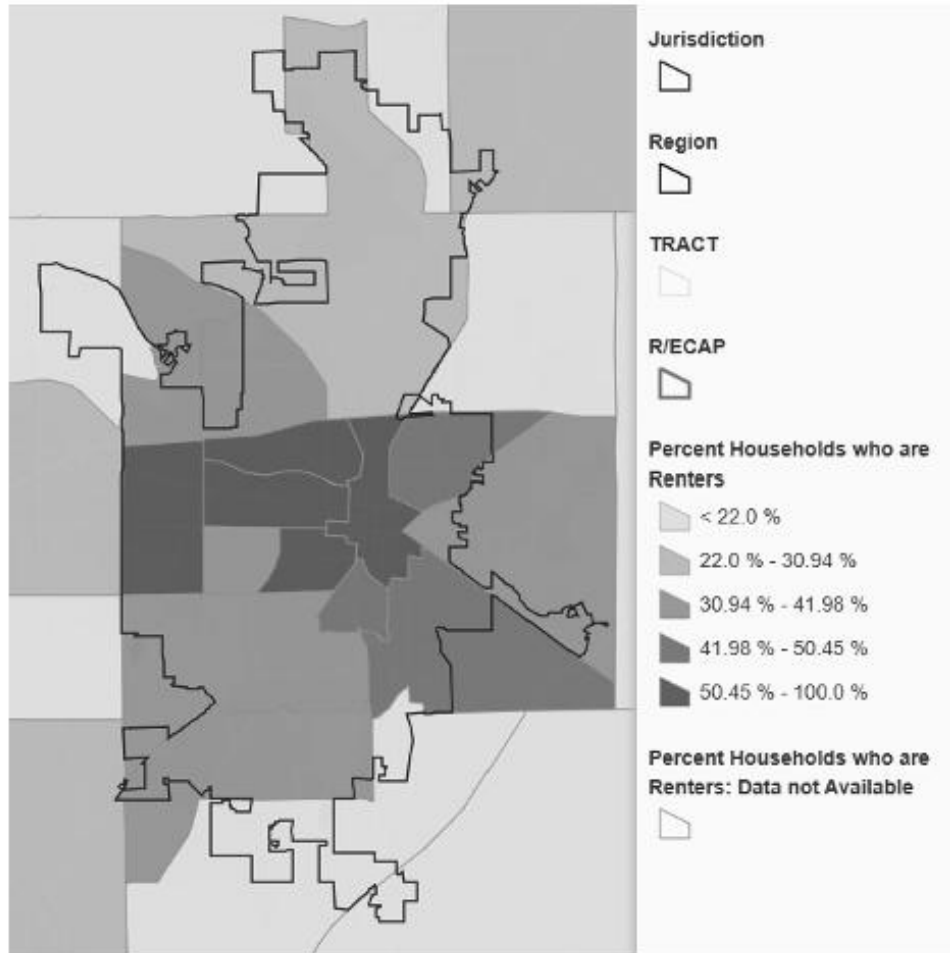 Jurisdiction
Region
TRACT
R/ECAP
Percent Households who are
Renters
< 22.0 %
22.0 % - 30.94 %
30.94 % - 41.98 %
41.98 % - 50.45 %
50.45 % - 100.0 %
Percent Households who are
Renters: Data not Available